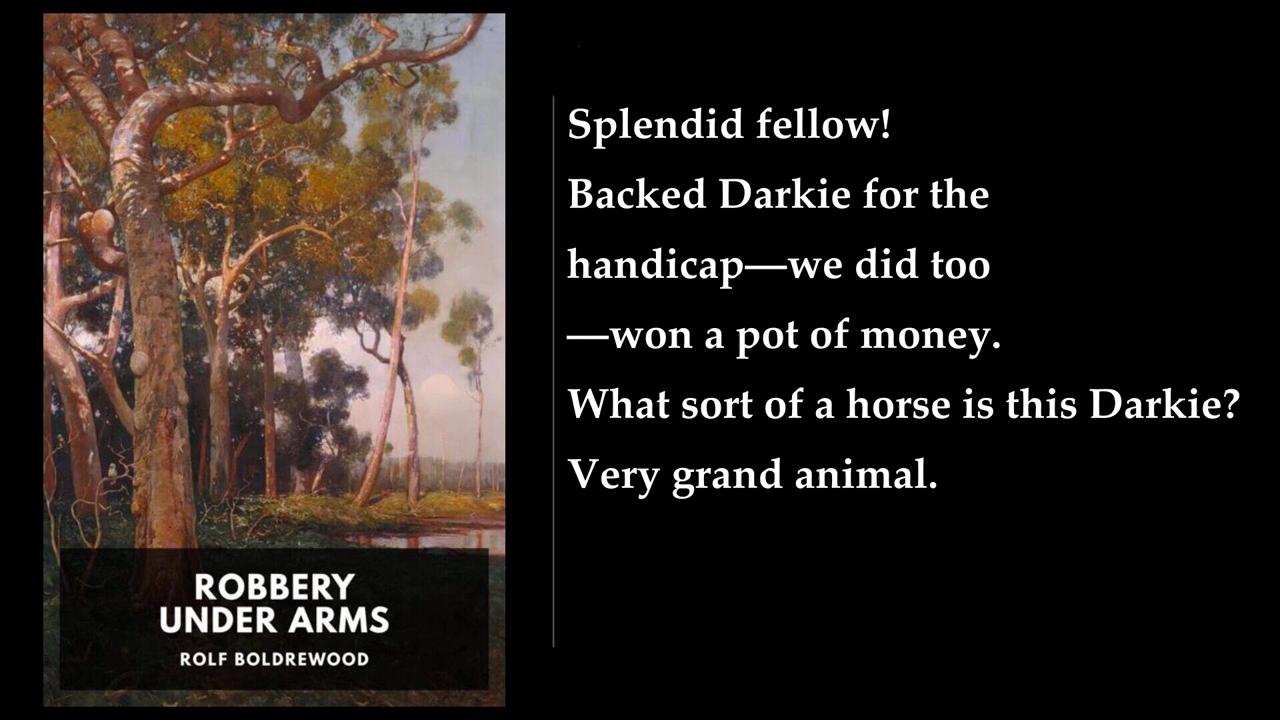 Splendid fellow!
Backed Darkie for the
handicap—we did too
—won a pot of money.
What sort of a horse is this Darkie?
Very grand animal.
ROBBERY
UNDER ARMS
ROLF BOLDREWOOD